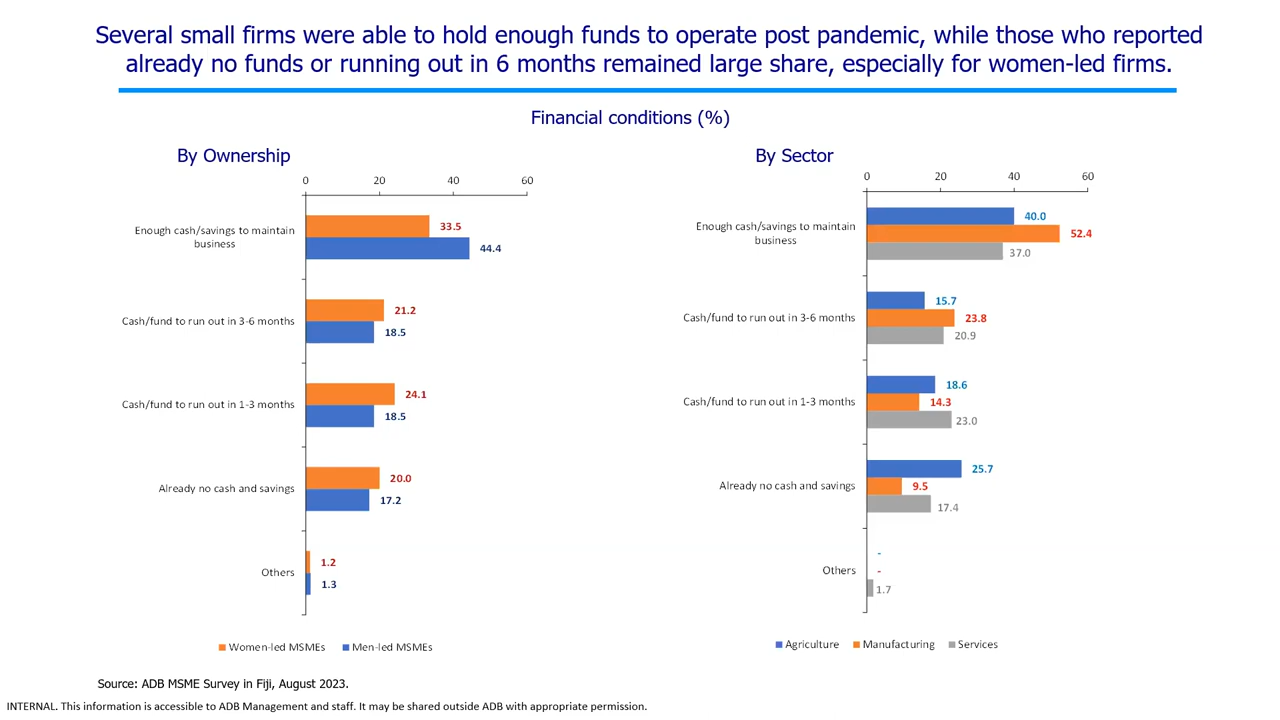 Several small firms were able to hold enough funds to operate post pandemic, while those who reported
already no funds or running out in 6 months remained large share, especially for women-led firms.
Financial conditions (%)
By Ownership
0 20 40 60
Enough cash/savings to maintain
business
33.5
44.4
Cash/fund to run out in 3-6 months
21.2
18.5
Cash/fund to run out in 1-3 months
24.1
18.5
Already no cash and savings
20.0
17.2
Others
1.2
1.3
Women-led MSMEs Men-led MSMEs
By Sector
0 20 40 60
Enough cash/savings to maintain
business
40.0
52.4
37.0
Cash/fund to run out in 3-6 months
15.7
23.8
20.9
Cash/fund to run out in 1-3 months
18.6
14.3
23.0
Already no cash and savings
25.7
9.5
17.4
Others
-
-
1.7
Agriculture Manufacturing Services
Source: ADB MSME Survey in Fiji, August 2023.
INTERNAL. This information is accessible to ADB Management and staff. It may be shared outside ADB with appropriate permission.